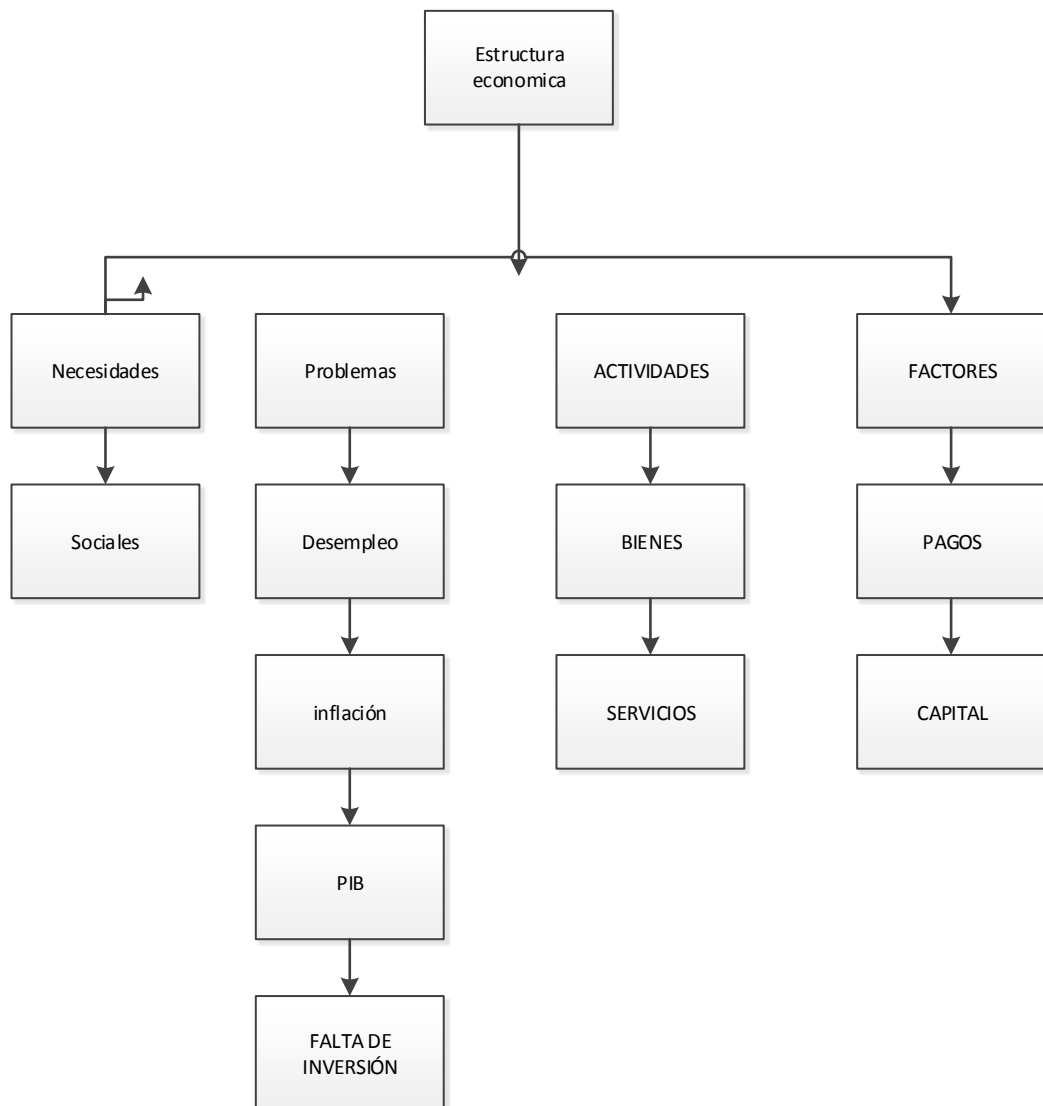 Estructura
economica
Necesidades
Problemas
ACTIVIDADES
FACTORES
Sociales
Desempleo
BIENES
PAGOS
inflación
SERVICIOS
CAPITAL
PIB
FALTA DE
INVERSIÓN